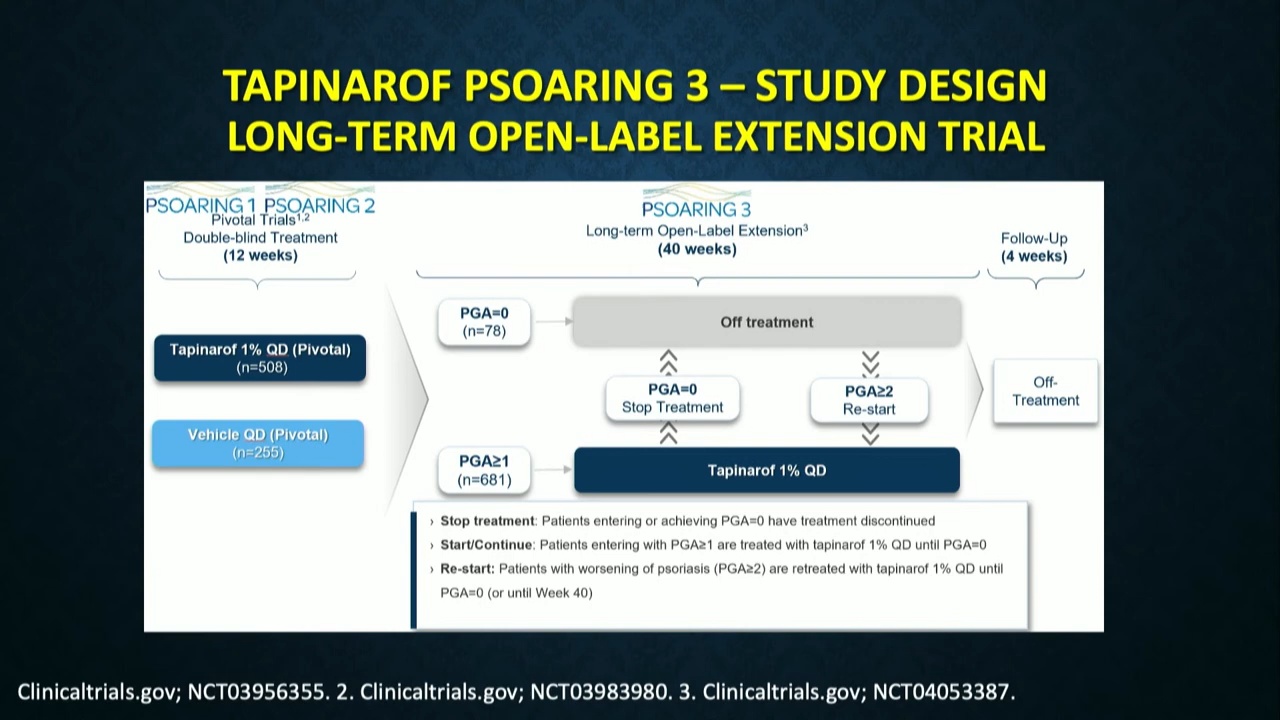 TAPINAROF PSOARING 3 – STUDY DESIGN
LONG-TERM OPEN-LABEL EXTENSION TRIAL
PSOARING 1 PSOARING 2
Pivotal Trials1,2
Double-blind Treatment
(12 weeks)
PSOARING 3
Long-term Open-Label Extension3
(40 weeks)
Follow-Up
(4 weeks)
Tapinarof 1% QD (Pivotal)
(n=508)
Vehicle QD (Pivotal)
(n=255)
PGA=0
(n=78)
Off treatment
PGA=0
Stop Treatment
PGA≥2
Re-start
PGA≥1
(n=681)
Tapinarof 1% QD
Off-
Treatment
› Stop treatment: Patients entering or achieving PGA=0 have treatment discontinued
› Start/Continue: Patients entering with PGA≥1 are treated with tapinarof 1% QD until PGA=0
› Re-start: Patients with worsening of psoriasis (PGA≥2) are retreated with tapinarof 1% QD until
PGA=0 (or until Week 40)
Clinicaltrials.gov; NCT03956355. 2. Clinicaltrials.gov; NCT03983980. 3. Clinicaltrials.gov; NCT04053387.